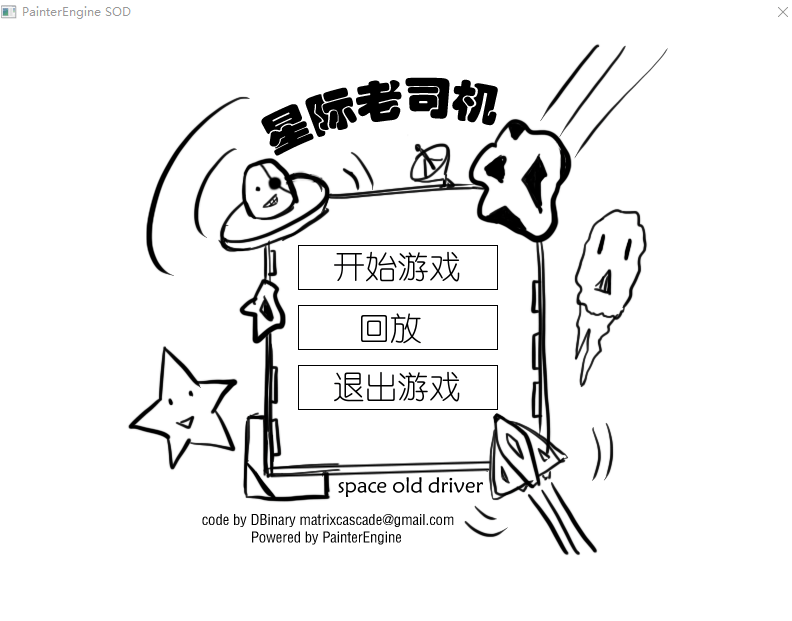 PainterEngine SOD
星际老司机
开始游戏
回放
退出游戏
space old driver
code by DBinary matrixcascade@gmail.com
Powered by PainterEngine